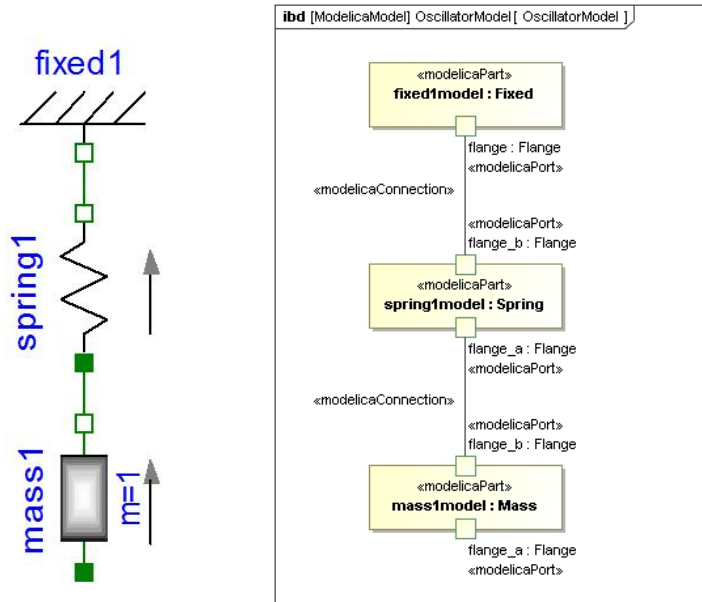 fixed1
spring1
mass1
m=1
ibd [ModelicaModel] OscillatorModel[ OscillatorModel ]
«modelicaPart»
fixed1model : Fixed
flange : Flange
«modelicaPort»
«modelicaConnection»
«modelicaPort»
flange_b : Flange
«modelicaPart»
spring1model : Spring
flange_a : Flange
«modelicaPort»
«modelicaConnection»
«modelicaPort»
flange_b : Flange
«modelicaPart»
mass1model : Mass
flange_a : Flange
«modelicaPort»